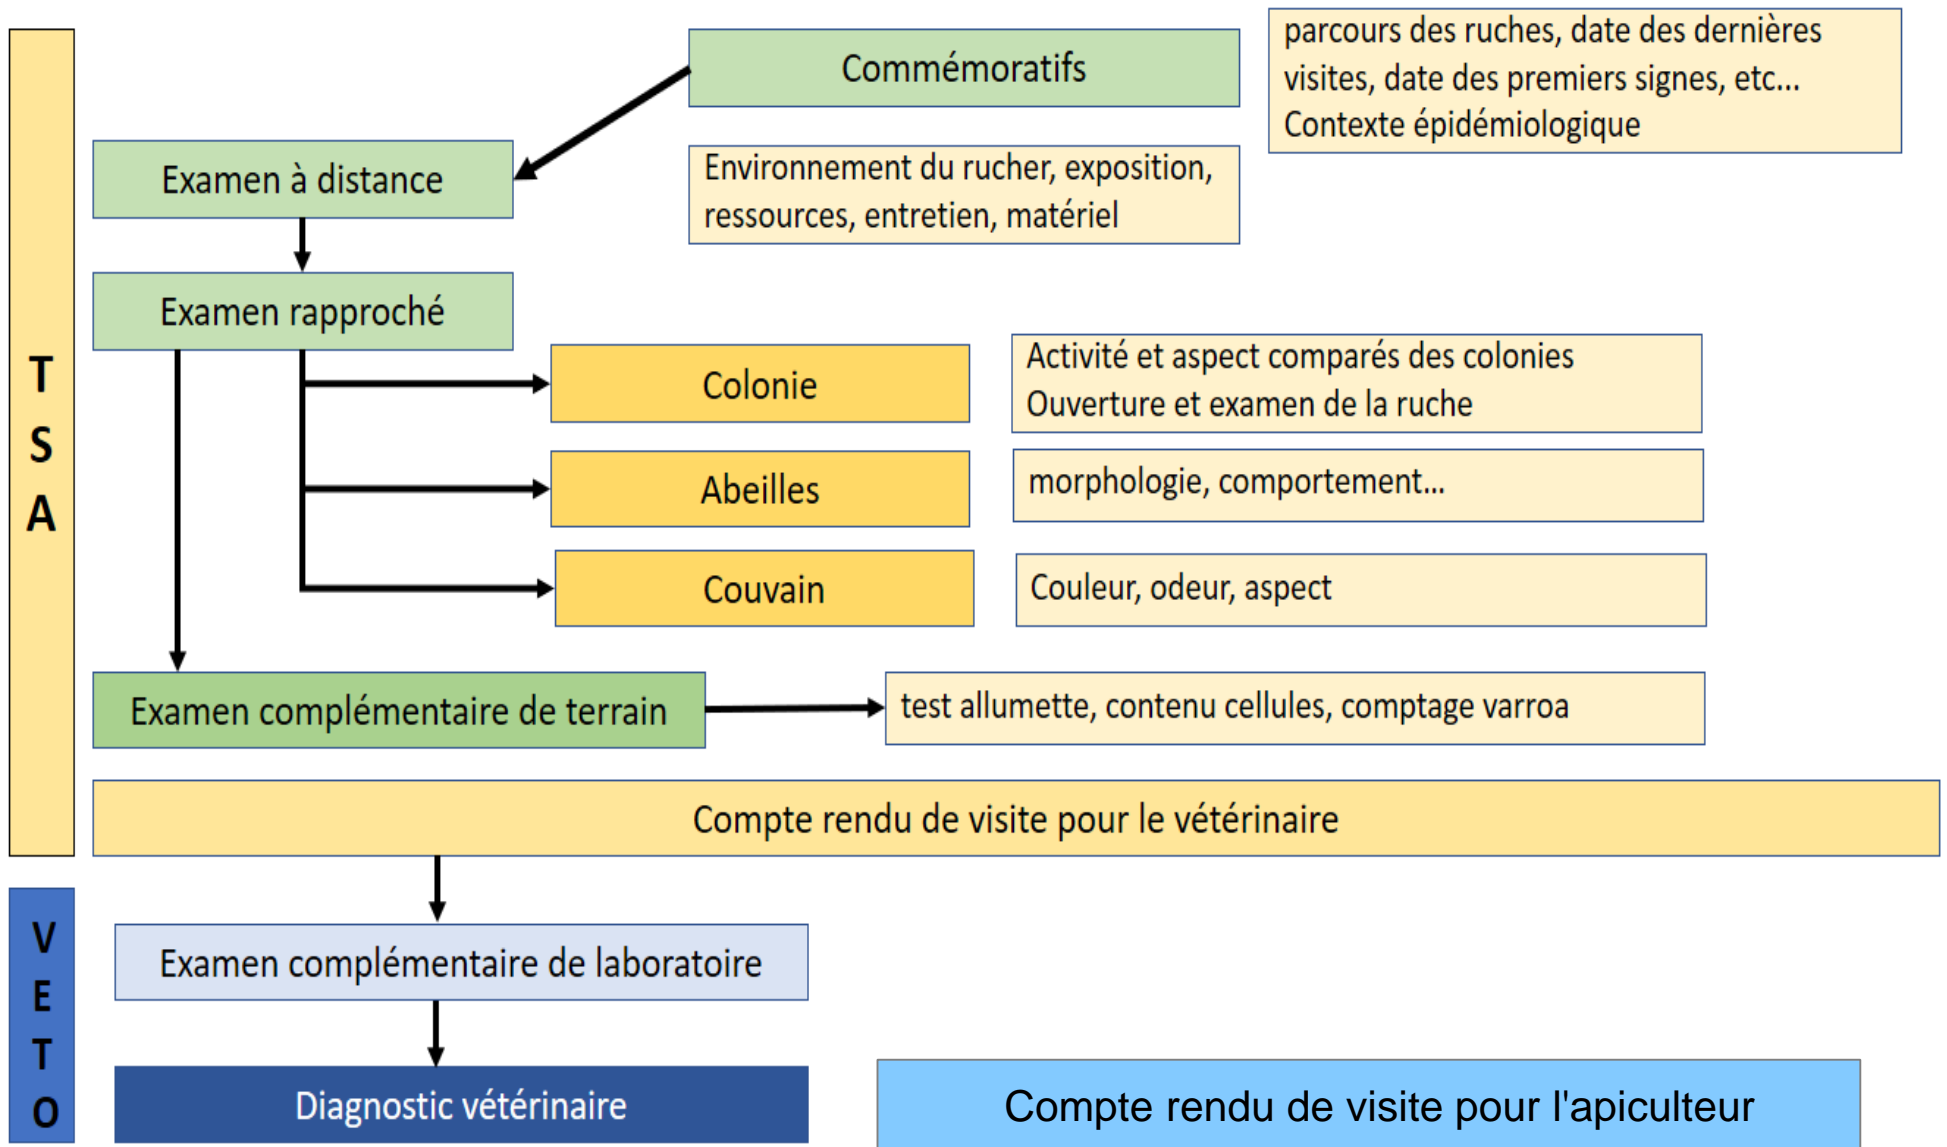 T
S
A
Commémoratifs
parcours des ruches, date des dernières
visites, date des premiers signes, etc...
Contexte épidémiologique
Examen à distance
Environnement du rucher, exposition,
ressources, entretien, matériel
Examen rapproché
Colonie
Activité et aspect comparés des colonies
Ouverture et examen de la ruche
Abeilles
morphologie, comportement...
Couvain
Couleur, odeur, aspect
Examen complémentaire de terrain
test allumette, contenu cellules, comptage varroa
Compte rendu de visite pour le vétérinaire
V
E
T
O
Examen complémentaire de laboratoire
Diagnostic vétérinaire
Compte rendu de visite pour l'apiculteur